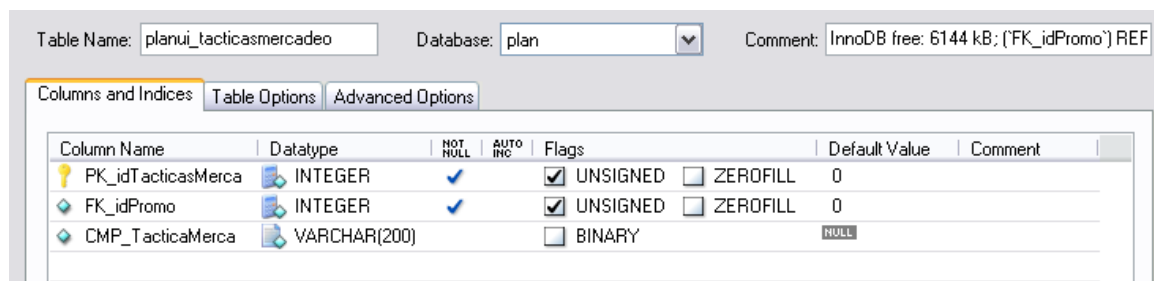 Table Name: planui_tacticasmercadeo Database: plan Comment: InnoDB free: 6144 kB; (`FK_idPromo`) REF
Columns and Indices Table Options Advanced Options
Column Name Datatype NOT NULL AUTO INC Flags Default Value Comment
PK_idTacticasMerca INTEGER UNSIGNED ZEROFILL 0
FK_idPromo INTEGER UNSIGNED ZEROFILL 0
CMP_TacticaMerca VARCHAR(200) BINARY NULL